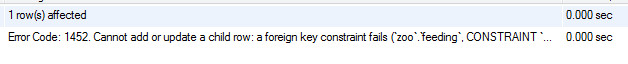 1 row(s) affected 0.000 sec
Error Code: 1452. Cannot add or update a child row: a foreign key constraint fails (`zoo`.`feeding`, CONSTRAINT `... 0.000 sec